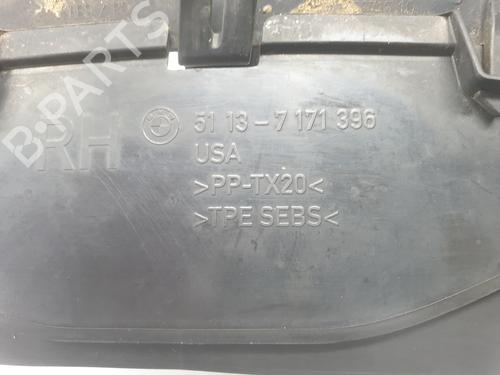 RH
51 13 - 7 171 396
USA
>PP-TX20<
>TPE SEBS<
B-PARTS